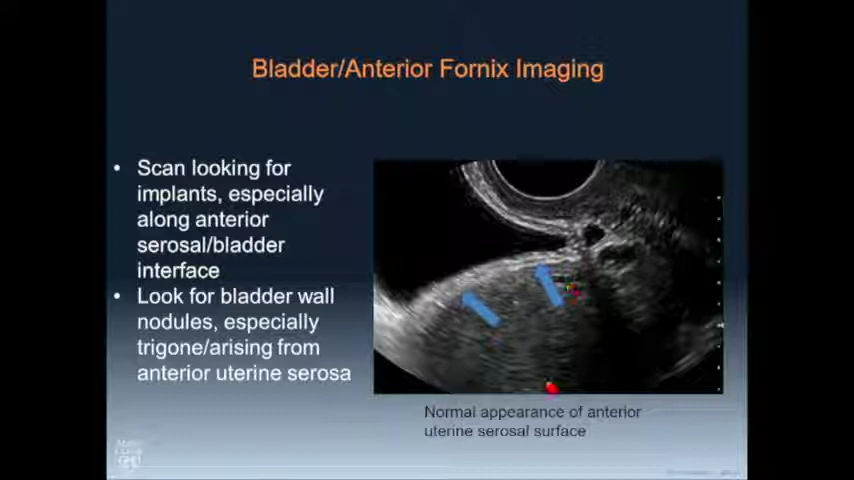 Bladder/Anterior Fornix Imaging
• Scan looking for
implants, especially
along anterior
serosal/bladder
interface
• Look for bladder wall
nodules, especially
trigone/arising from
anterior uterine serosa
Normal appearance of anterior
uterine serosal surface